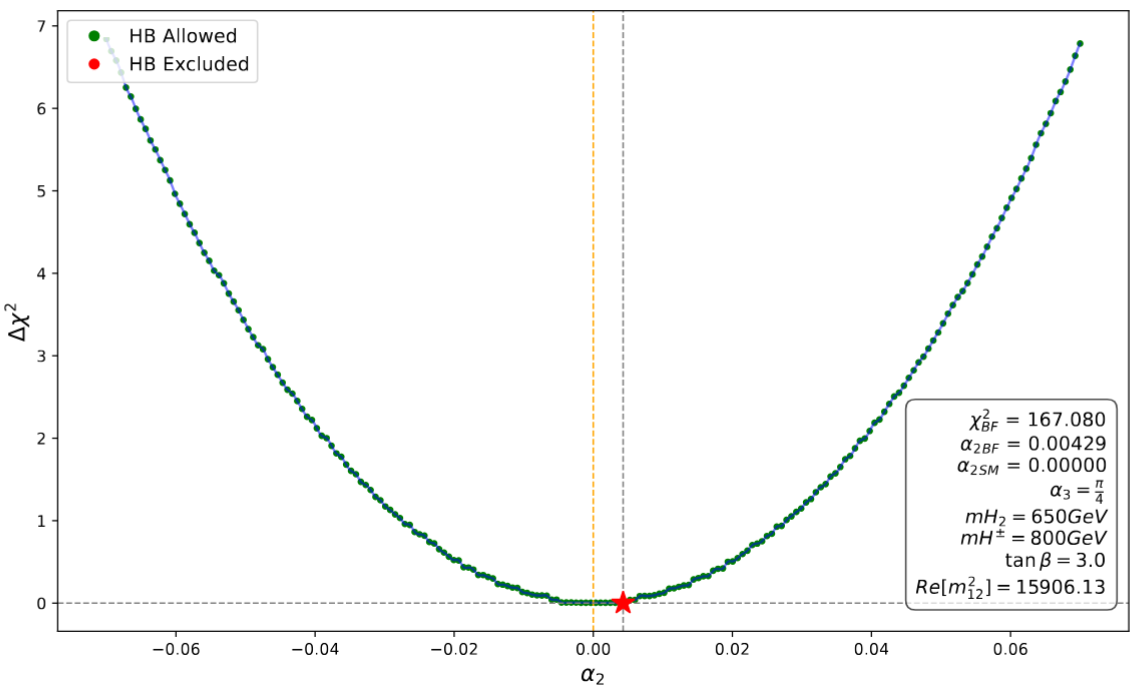 HB Allowed
HB Excluded
7
6
5
4
3
2
1
0
Δχ²
−0.06
−0.04
−0.02
0.00
0.02
0.04
0.06
α₂
χ²_BF = 167.080
α₂BF = 0.00429
α₂SM = 0.00000
α₃ = π/4
mH₂ = 650GeV
mH± = 800GeV
tan β = 3.0
Re[m²₁₂] = 15906.13